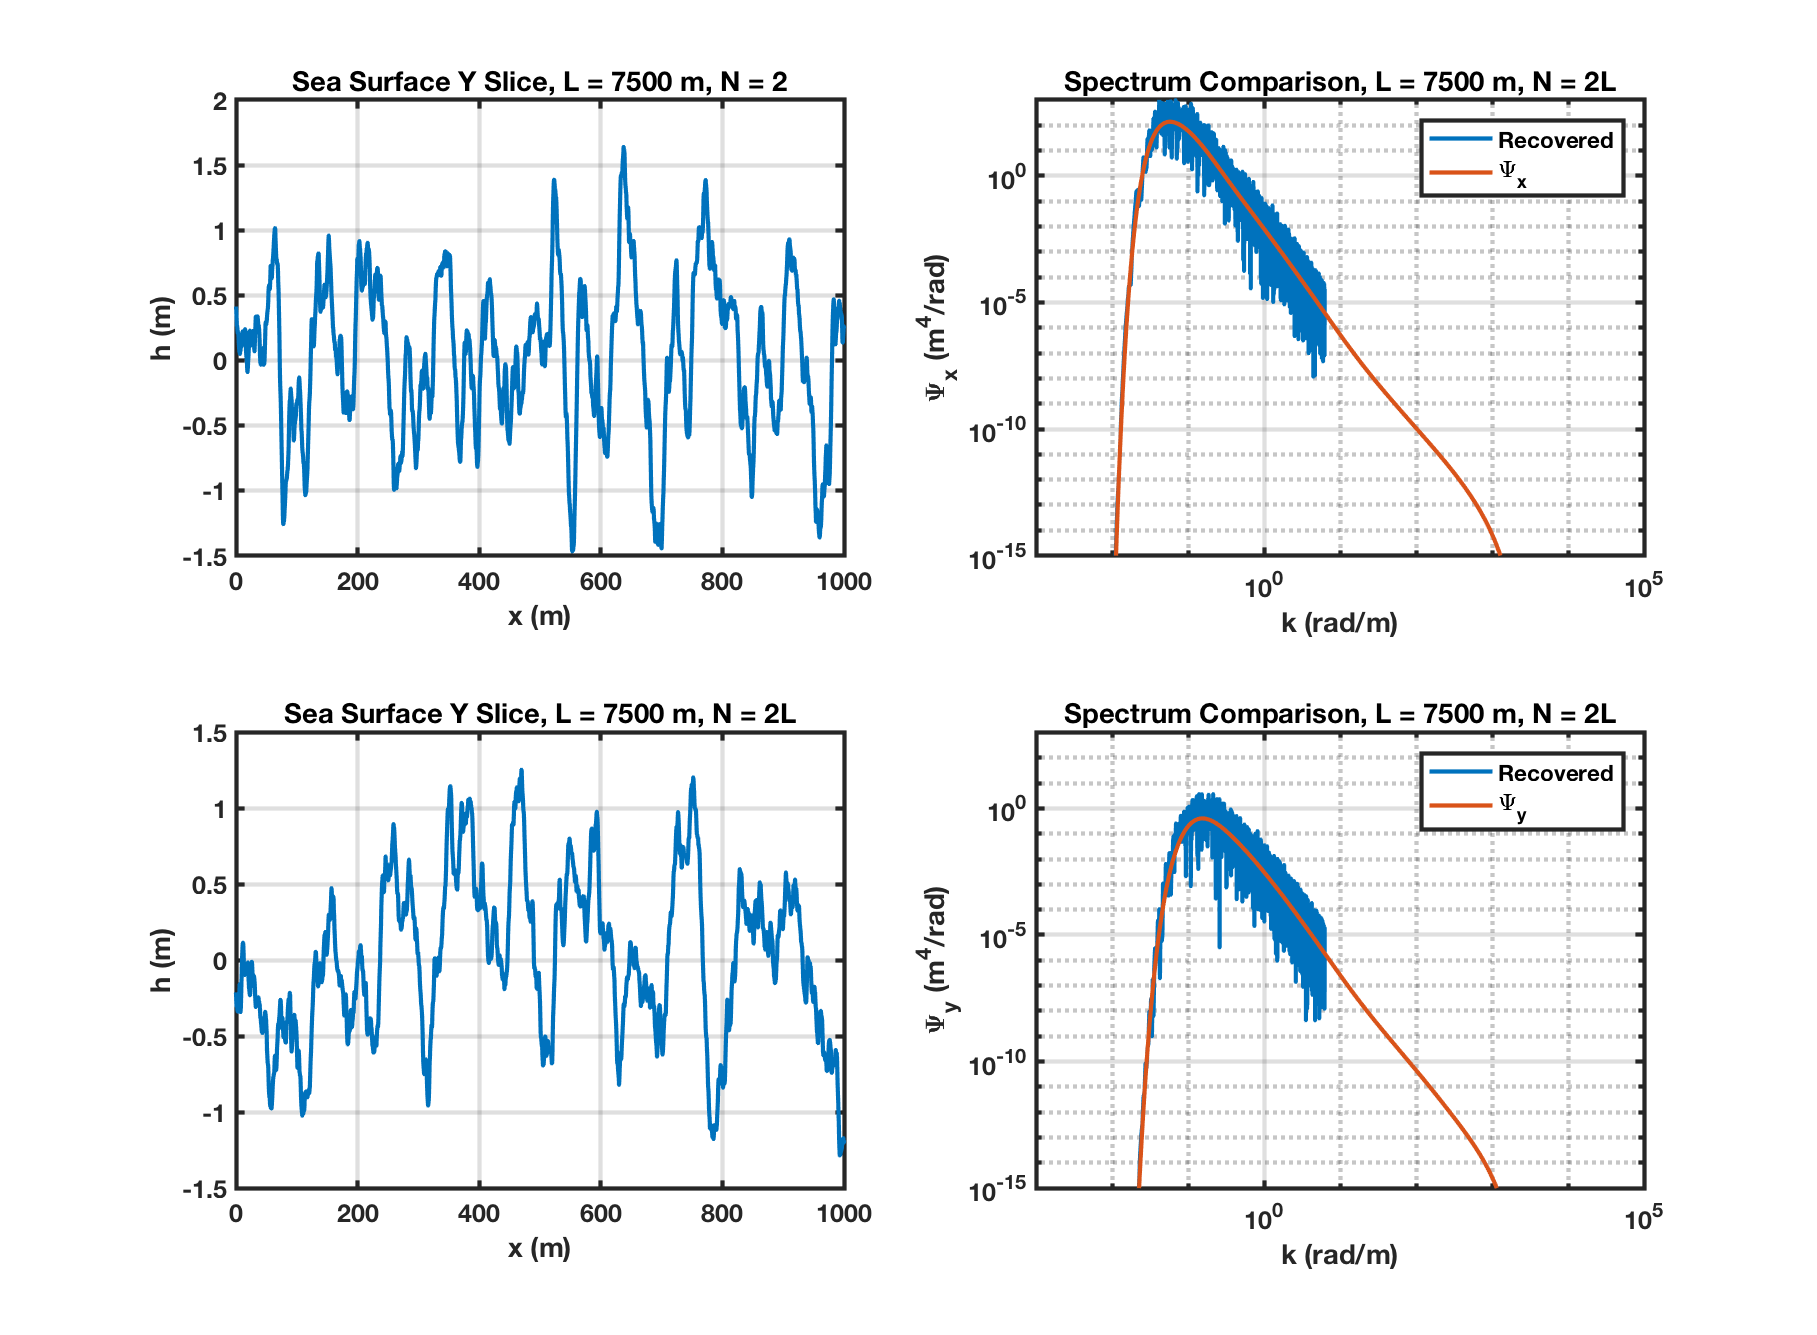 Sea Surface Y Slice, L = 7500 m, N = 2
2
1.5
1
0.5
0
-0.5
-1
-1.5
h (m)
0 200 400 600 800 1000
x (m)
Spectrum Comparison, L = 7500 m, N = 2L
Recovered
Ψx
10^0
10^-5
10^-10
10^-15
Ψx (m^4/rad)
10^0 10^5
k (rad/m)
Sea Surface Y Slice, L = 7500 m, N = 2L
1.5
1
0.5
0
-0.5
-1
-1.5
h (m)
0 200 400 600 800 1000
x (m)
Spectrum Comparison, L = 7500 m, N = 2L
Recovered
Ψy
10^0
10^-5
10^-10
10^-15
Ψy (m^4/rad)
10^0 10^5
k (rad/m)